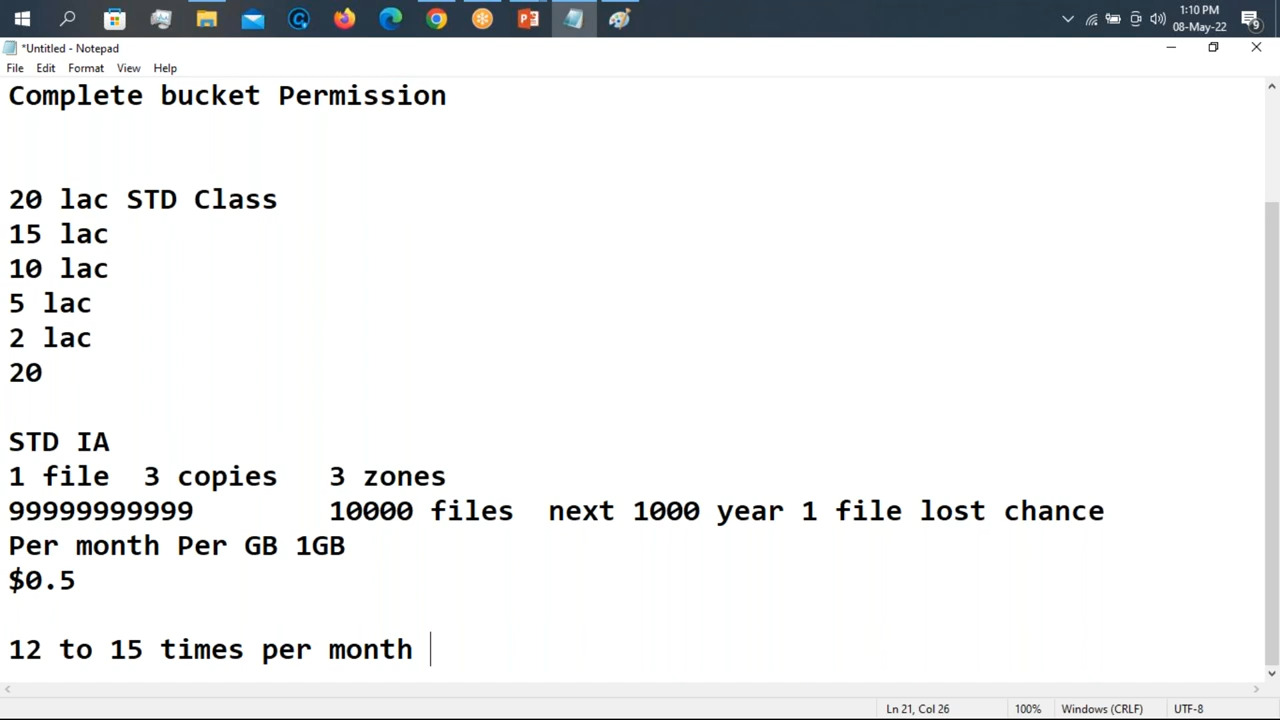 1:10 PM
08-May-22
9
*Untitled - Notepad
File Edit Format View Help
Complete bucket Permission
20 lac STD Class
15 lac
10 lac
5 lac
2 lac
20
STD IA
1 file 3 copies 3 zones
99999999999 10000 files next 1000 year 1 file lost chance
Per month Per GB 1GB
$0.5
12 to 15 times per month
Ln 21, Col 26 100% Windows (CRLF) UTF-8